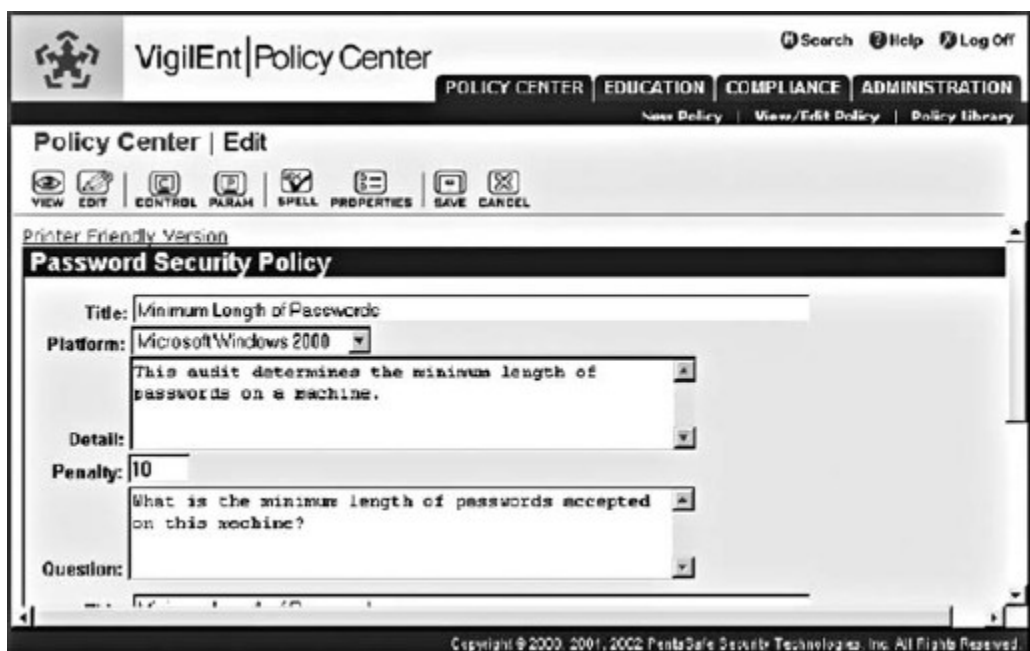 VigilEnt|Policy Center
Search Help Log Off
POLICY CENTER EDUCATION COMPLIANCE ADMINISTRATION
New Policy | View/Edit Policy | Policy Library
Policy Center | Edit
VIEW EDIT CONTROL PARAM SPELL PROPERTIES SAVE CANCEL
Printer Friendly Version
Password Security Policy
Title: Minimum Length of Passwords
Platform: Microsoft Windows 2000
This audit determines the minimum length of
passwords on a machine.
Detail:
Penalty: 10
What is the minimum length of passwords accepted
on this machine?
Question:
Copyright © 2000, 2001, 2002 PentaSafe Security Technologies, Inc. All Rights Reserved.